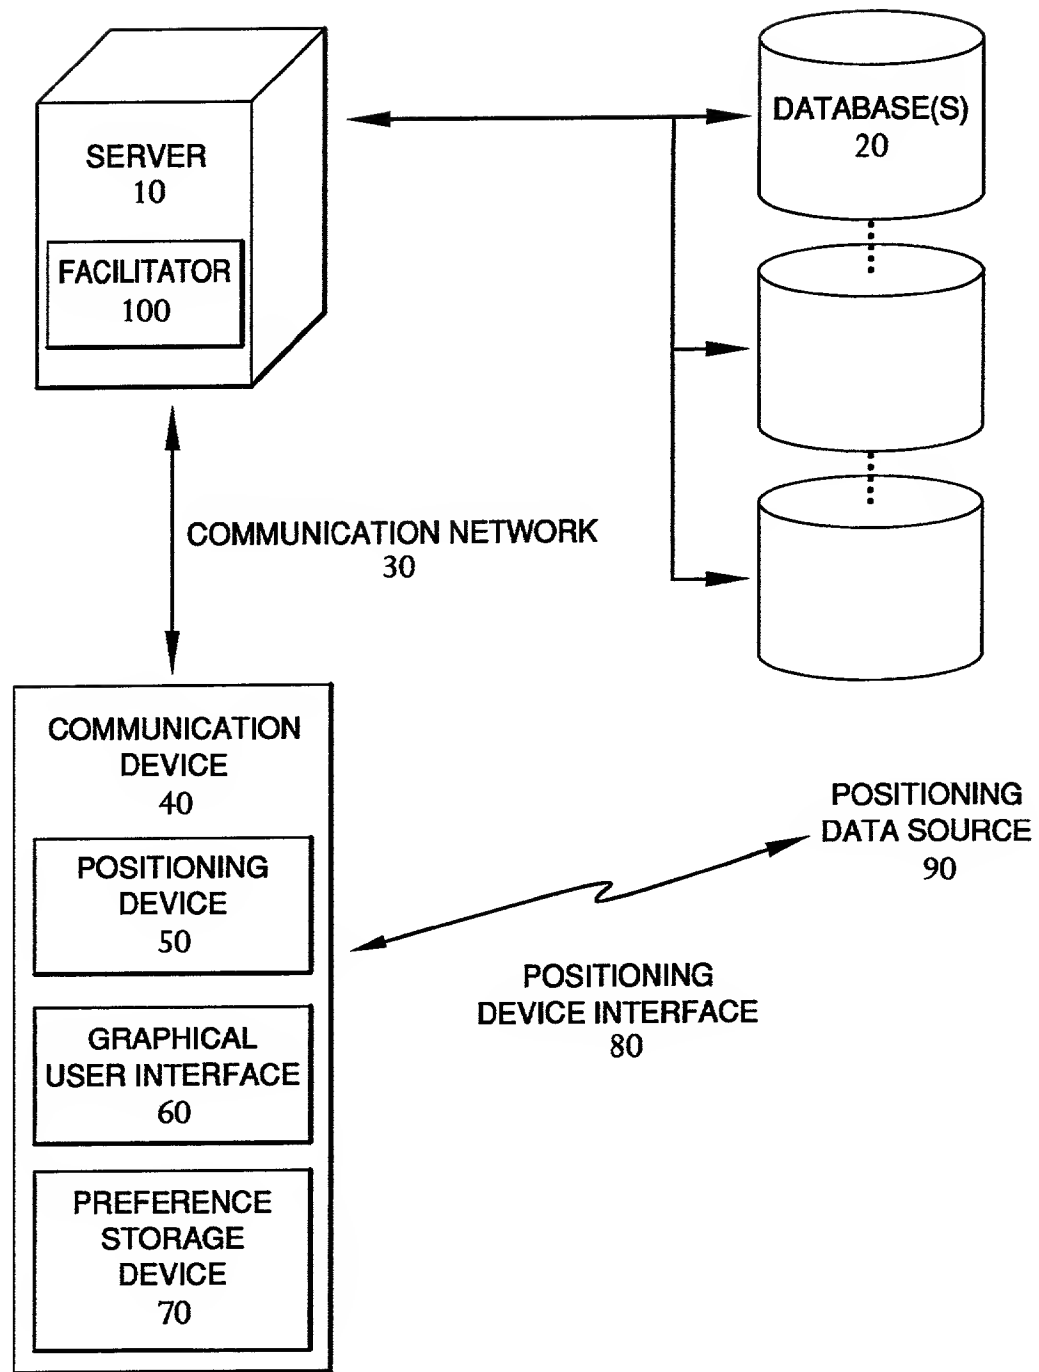 SERVER
10
FACILITATOR
100
DATABASE(S)
20
COMMUNICATION NETWORK
30
COMMUNICATION
DEVICE
40
POSITIONING
DEVICE
50
GRAPHICAL
USER INTERFACE
60
PREFERENCE
STORAGE
DEVICE
70
POSITIONING
DATA SOURCE
90
POSITIONING
DEVICE INTERFACE
80